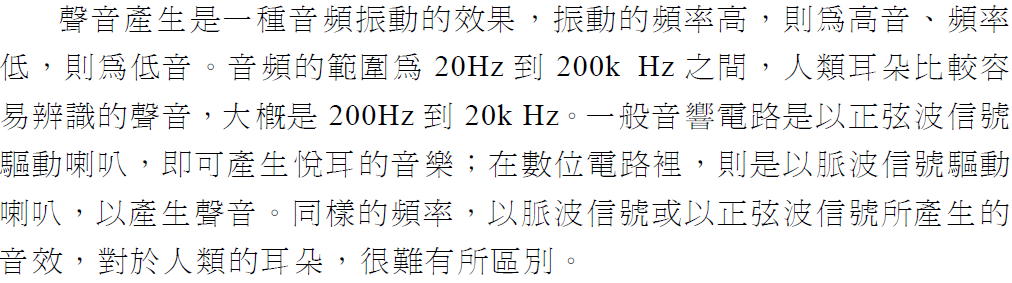 聲音產生是一種音頻振動的效果，振動的頻率高，則爲高音、頻率
低，則爲低音。音頻的範圍爲 20Hz 到 200k Hz 之間，人類耳朵比較容
易辨識的聲音，大概是 200Hz 到 20k Hz。一般音響電路是以正弦波信號
驅動喇叭，即可產生悅耳的音樂；在數位電路裡，則是以脈波信號驅動
喇叭，以產生聲音。同樣的頻率，以脈波信號或以正弦波信號所產生的
音效，對於人類的耳朵，很難有所區別。